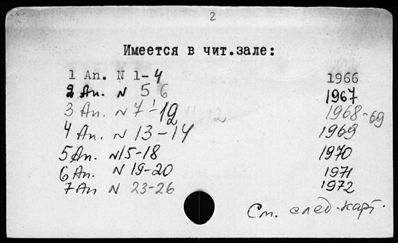 2
Имеется в чит.зале:
1 Ап. N 1-4 1966
2 Ап. N 5 6 1967
3 Ап. N 7-12 1968-69
4 Ап. N 13-14 1969
5 Ап. N 15-18 1970
6 Ап. N 19-20 1971
7 Ап. N 23-26 1972
См. след. карт.